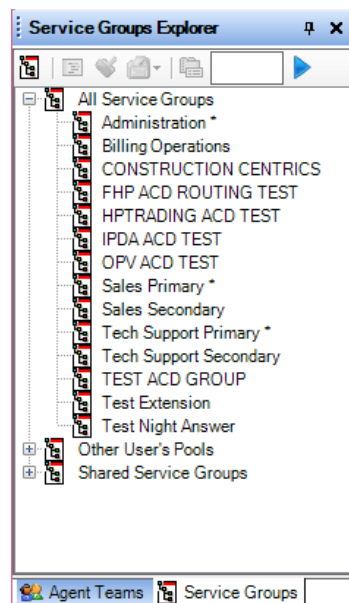 Service Groups Explorer
All Service Groups
Administration *
Billing Operations
CONSTRUCTION CENTRICS
FHP ACD ROUTING TEST
HPTRADING ACD TEST
IPDA ACD TEST
OPV ACD TEST
Sales Primary *
Sales Secondary
Tech Support Primary *
Tech Support Secondary
TEST ACD GROUP
Test Extension
Test Night Answer
Other User's Pools
Shared Service Groups
Agent Teams Service Groups